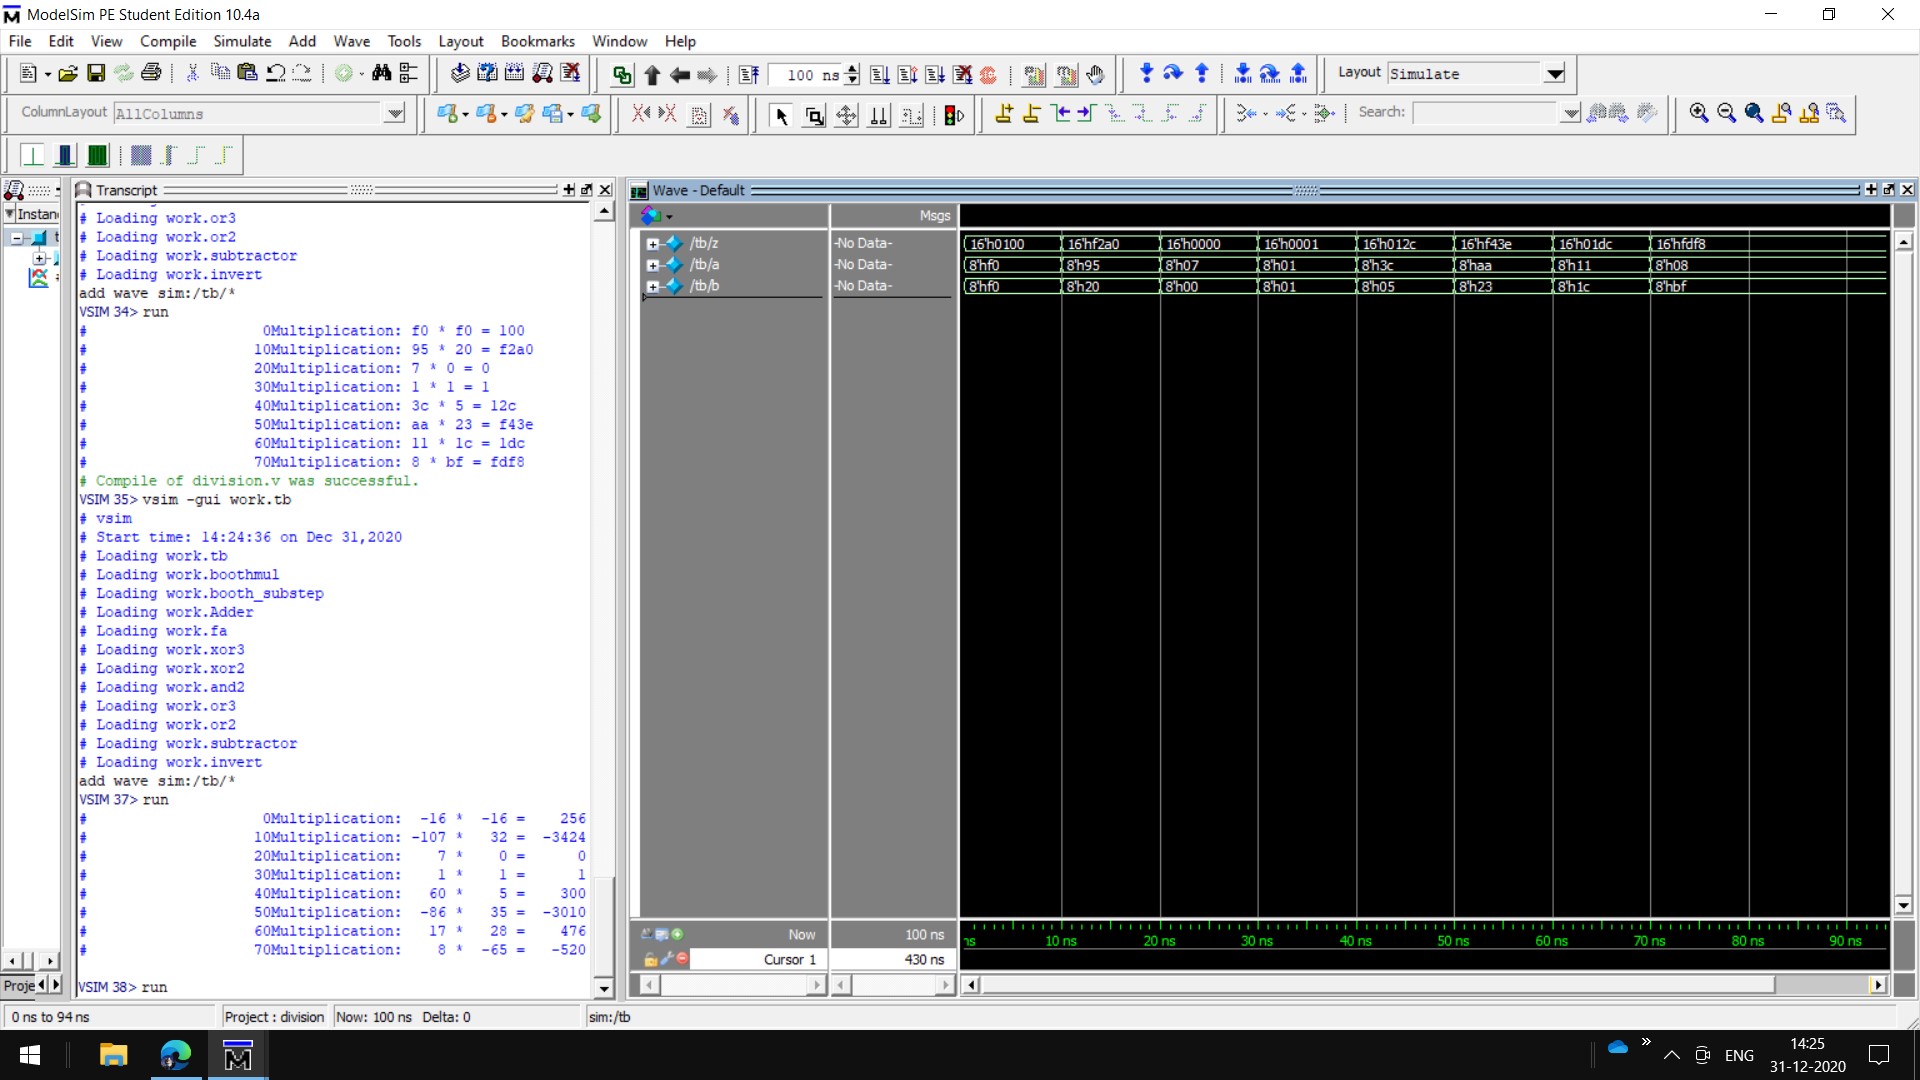 ModelSim PE Student Edition 10.4a
File Edit View Compile Simulate Add Wave Tools Layout Bookmarks Window Help
100 ns
Layout Simulate
ColumnLayout AllColumns
Search:
Instan
Transcript
# Loading work.or3
# Loading work.or2
# Loading work.subtractor
# Loading work.invert
add wave sim:/tb/*
VSIM 34> run
# 0Multiplication: f0 * f0 = 100
# 10Multiplication: 95 * 20 = f2a0
# 20Multiplication: 7 * 0 = 0
# 30Multiplication: 1 * 1 = 1
# 40Multiplication: 3c * 5 = 12c
# 50Multiplication: aa * 23 = f43e
# 60Multiplication: 11 * 1c = 1dc
# 70Multiplication: 8 * bf = fdf8
# Compile of division.v was successful.
VSIM 35> vsim -gui work.tb
# vsim
# Start time: 14:24:36 on Dec 31,2020
# Loading work.tb
# Loading work.boothmul
# Loading work.booth_substep
# Loading work.Adder
# Loading work.fa
# Loading work.xor3
# Loading work.xor2
# Loading work.and2
# Loading work.or3
# Loading work.or2
# Loading work.subtractor
# Loading work.invert
add wave sim:/tb/*
VSIM 37> run
# 0Multiplication: -16 * -16 = 256
# 10Multiplication: -107 * 32 = -3424
# 20Multiplication: 7 * 0 = 0
# 30Multiplication: 1 * 1 = 1
# 40Multiplication: 60 * 5 = 300
# 50Multiplication: -86 * 35 = -3010
# 60Multiplication: 17 * 28 = 476
# 70Multiplication: 8 * -65 = -520
VSIM 38> run
Proje
Wave - Default
Msgs
/tb/z -No Data- 16'h0100 16'hf2a0 16'h0000 16'h0001 16'h012c 16'hf43e 16'h01dc 16'hfdf8
/tb/a -No Data- 8'hf0 8'h95 8'h07 8'h01 8'h3c 8'haa 8'h11 8'h08
/tb/b -No Data- 8'hf0 8'h20 8'h00 8'h01 8'h05 8'h23 8'h1c 8'hbf
Now 100 ns ns 10 ns 20 ns 30 ns 40 ns 50 ns 60 ns 70 ns 80 ns 90 ns
Cursor 1 430 ns
0 ns to 94 ns Project : division Now: 100 ns Delta: 0 sim:/tb
ENG
14:25
31-12-2020